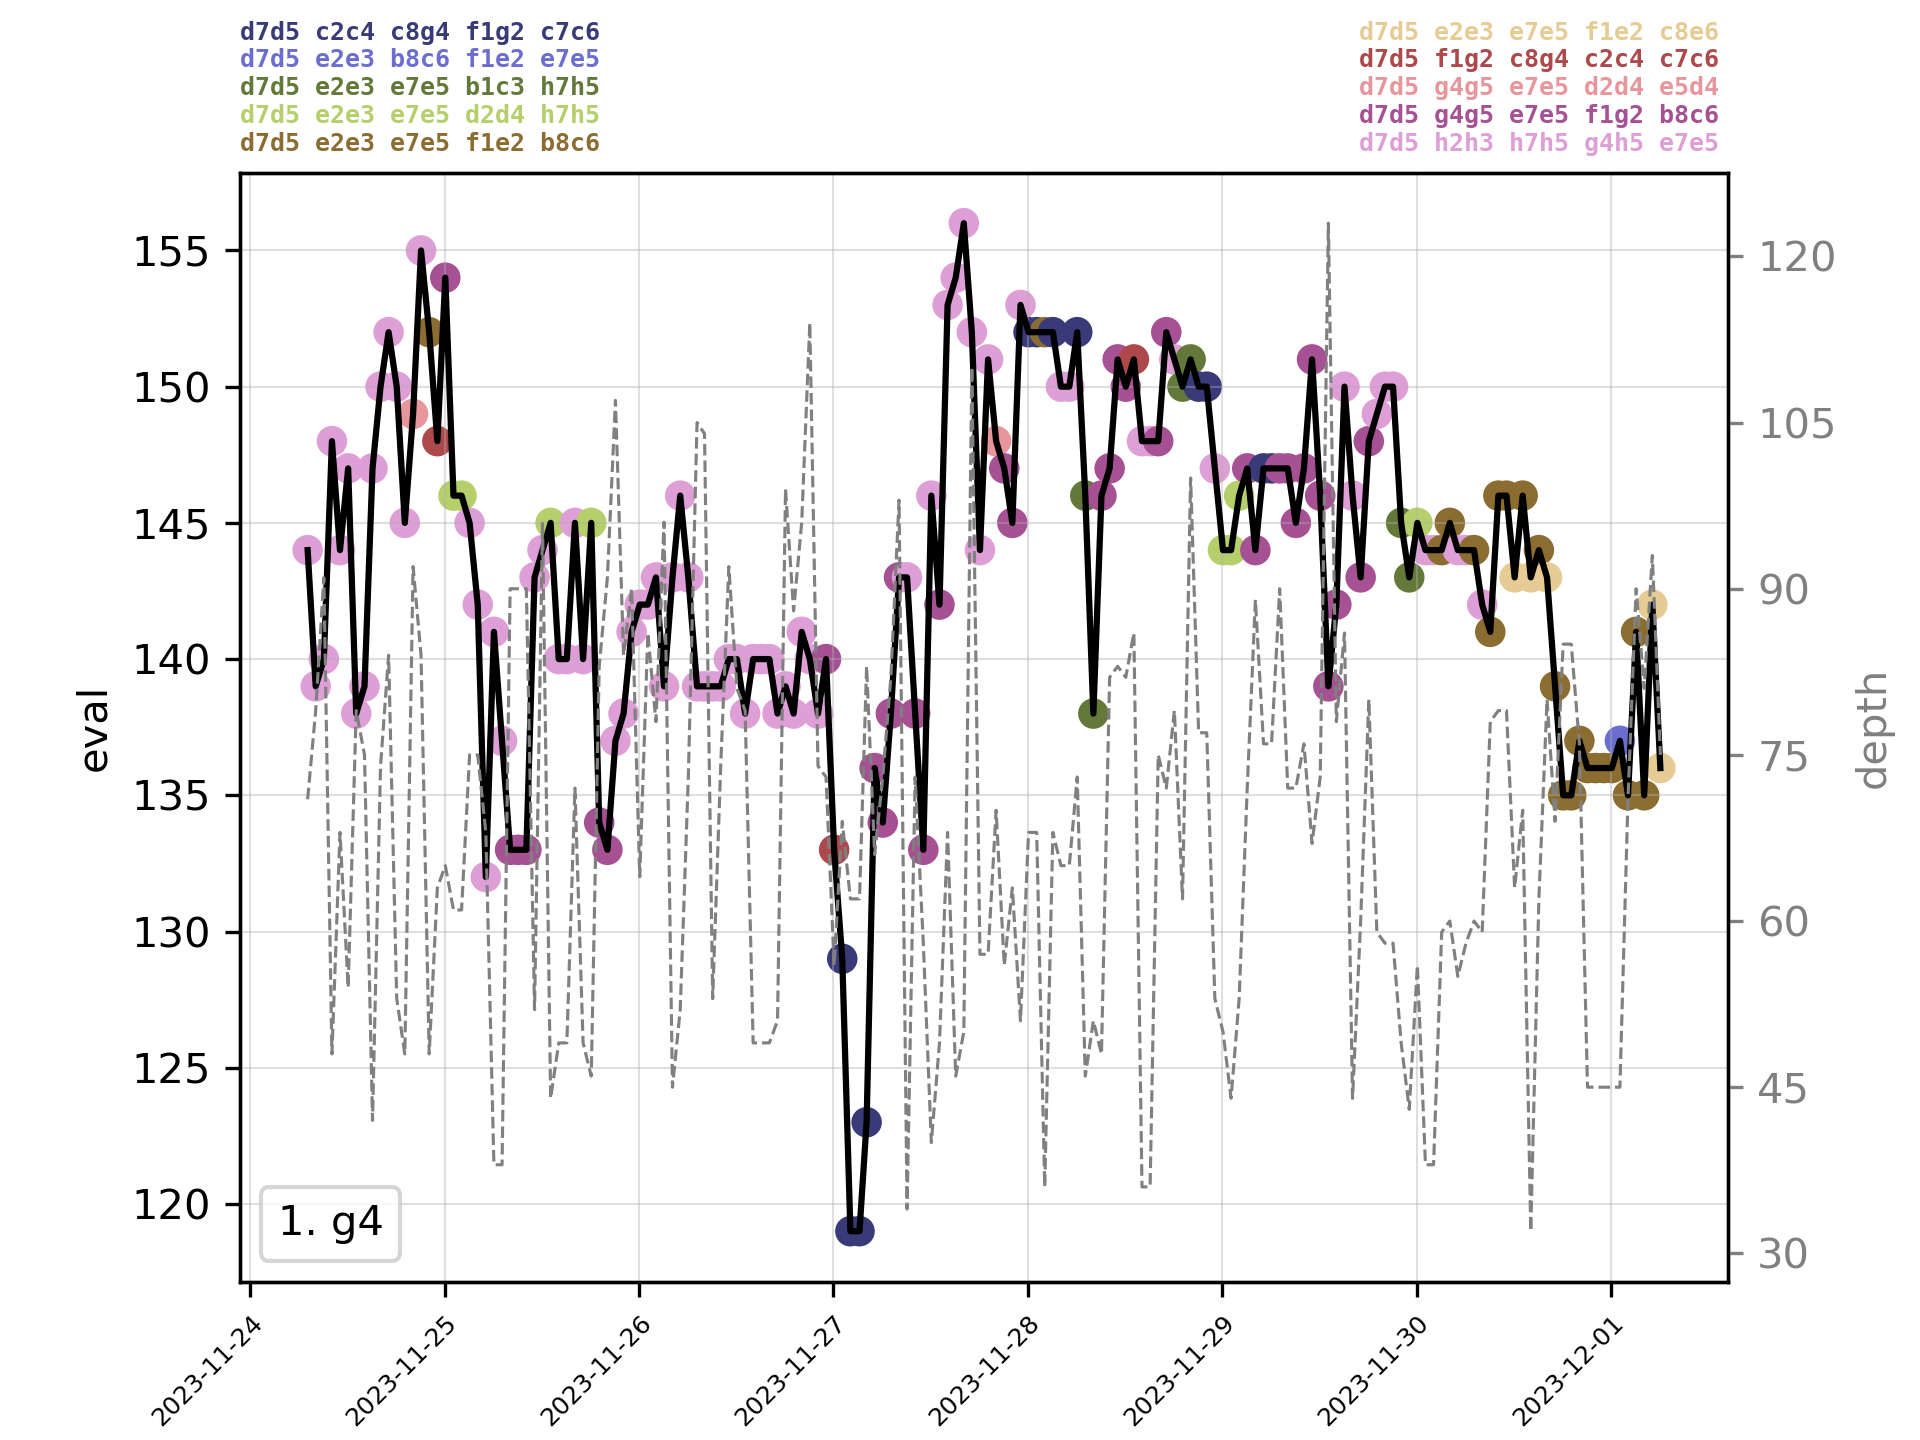 d7d5 c2c4 c8g4 f1g2 c7c6
d7d5 e2e3 b8c6 f1e2 e7e5
d7d5 e2e3 e7e5 b1c3 h7h5
d7d5 e2e3 e7e5 d2d4 h7h5
d7d5 e2e3 e7e5 f1e2 b8c6
d7d5 e2e3 e7e5 f1e2 c8e6
d7d5 f1g2 c8g4 c2c4 c7c6
d7d5 g4g5 e7e5 d2d4 e5d4
d7d5 g4g5 e7e5 f1g2 b8c6
d7d5 h2h3 h7h5 g4h5 e7e5
155
150
145
140
135
130
125
120
eval
120
105
90
75
60
45
30
depth
1. g4
2023-11-24
2023-11-25
2023-11-26
2023-11-27
2023-11-28
2023-11-29
2023-11-30
2023-12-01